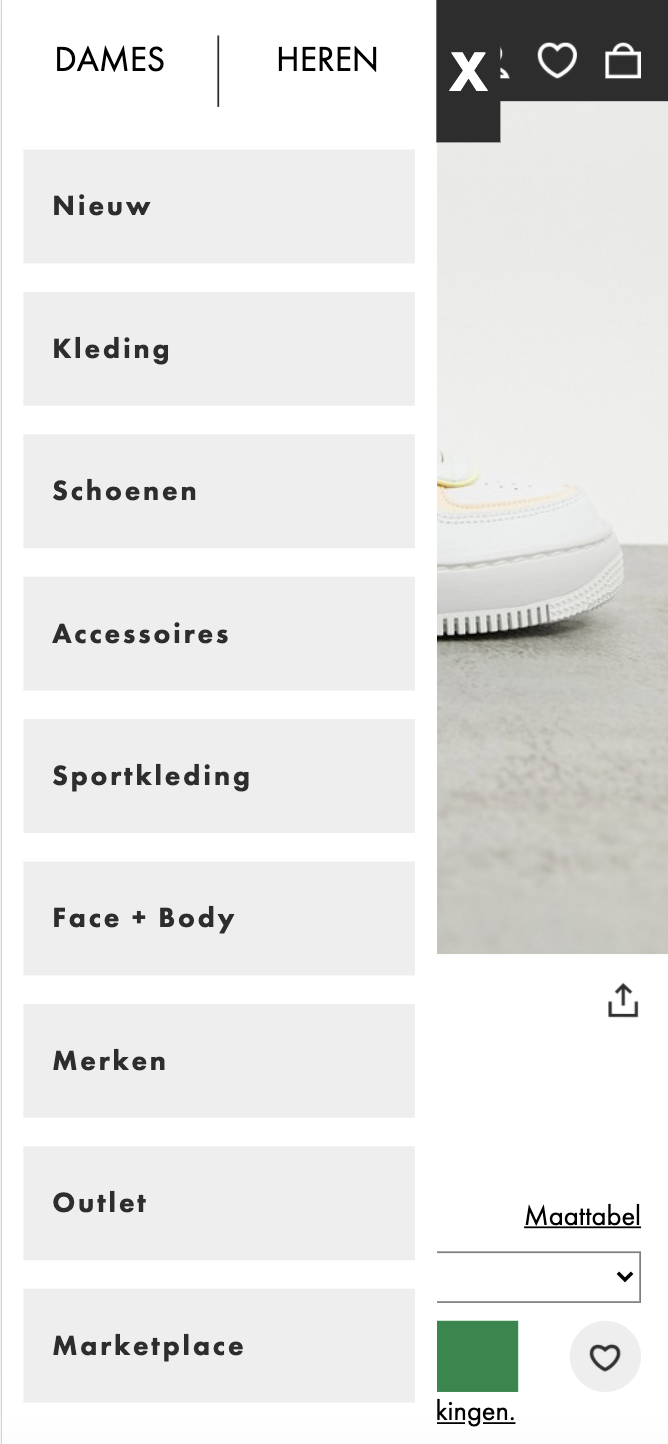 DAMES
HEREN
X
Nieuw
Kleding
Schoenen
Accessoires
Sportkleding
Face + Body
Merken
Outlet
Marketplace
Maattabel
kingen.